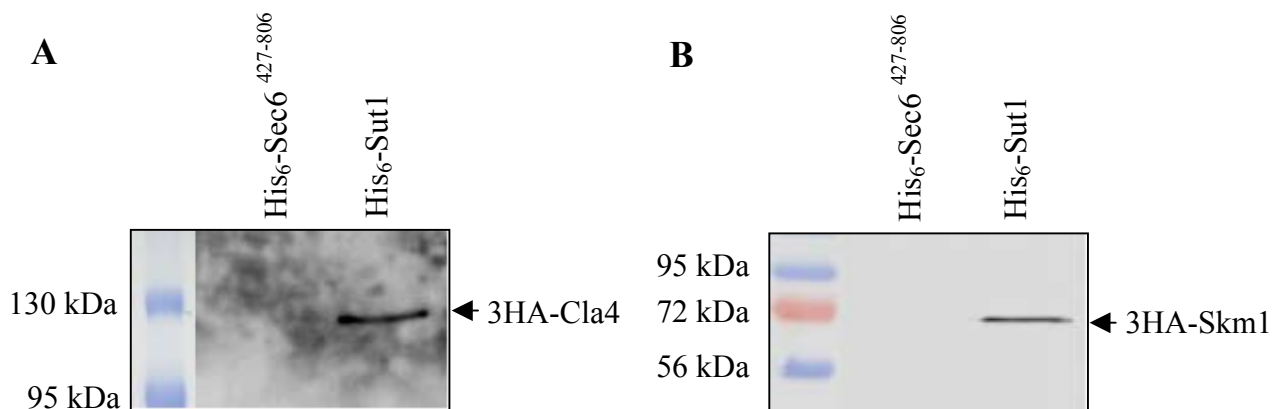 A
His₆-Sec6 ⁴²⁷⁻⁸⁰⁶
His₆-Sut1
130 kDa
95 kDa
3HA-Cla4
B
His₆-Sec6 ⁴²⁷⁻⁸⁰⁶
His₆-Sut1
95 kDa
72 kDa
56 kDa
3HA-Skm1